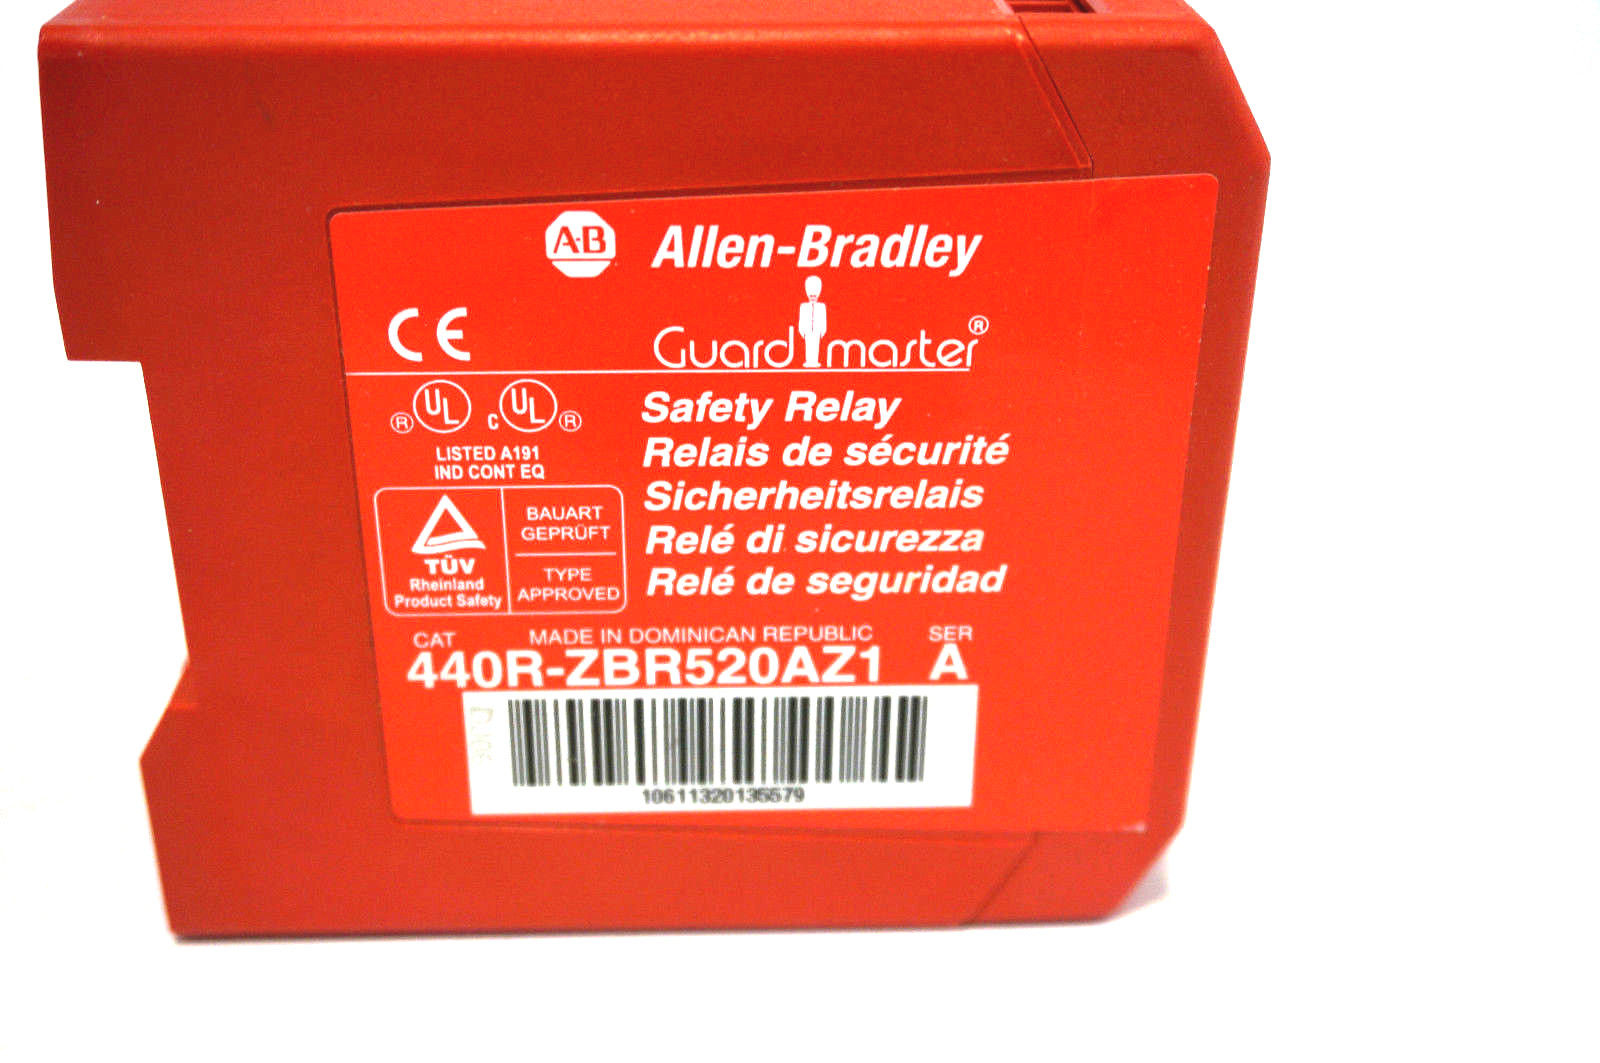 A·B Allen-Bradley
CE Guardmaster®
® UL c UL ®
LISTED A191
IND CONT EQ
Safety Relay
Relais de sécurité
Sicherheitsrelais
Relé di sicurezza
Relé de seguridad
TÜV
Rheinland
Product Safety
BAUART
GEPRÜFT
TYPE
APPROVED
CAT MADE IN DOMINICAN REPUBLIC SER
440R-ZBR520AZ1 A
10611320135579